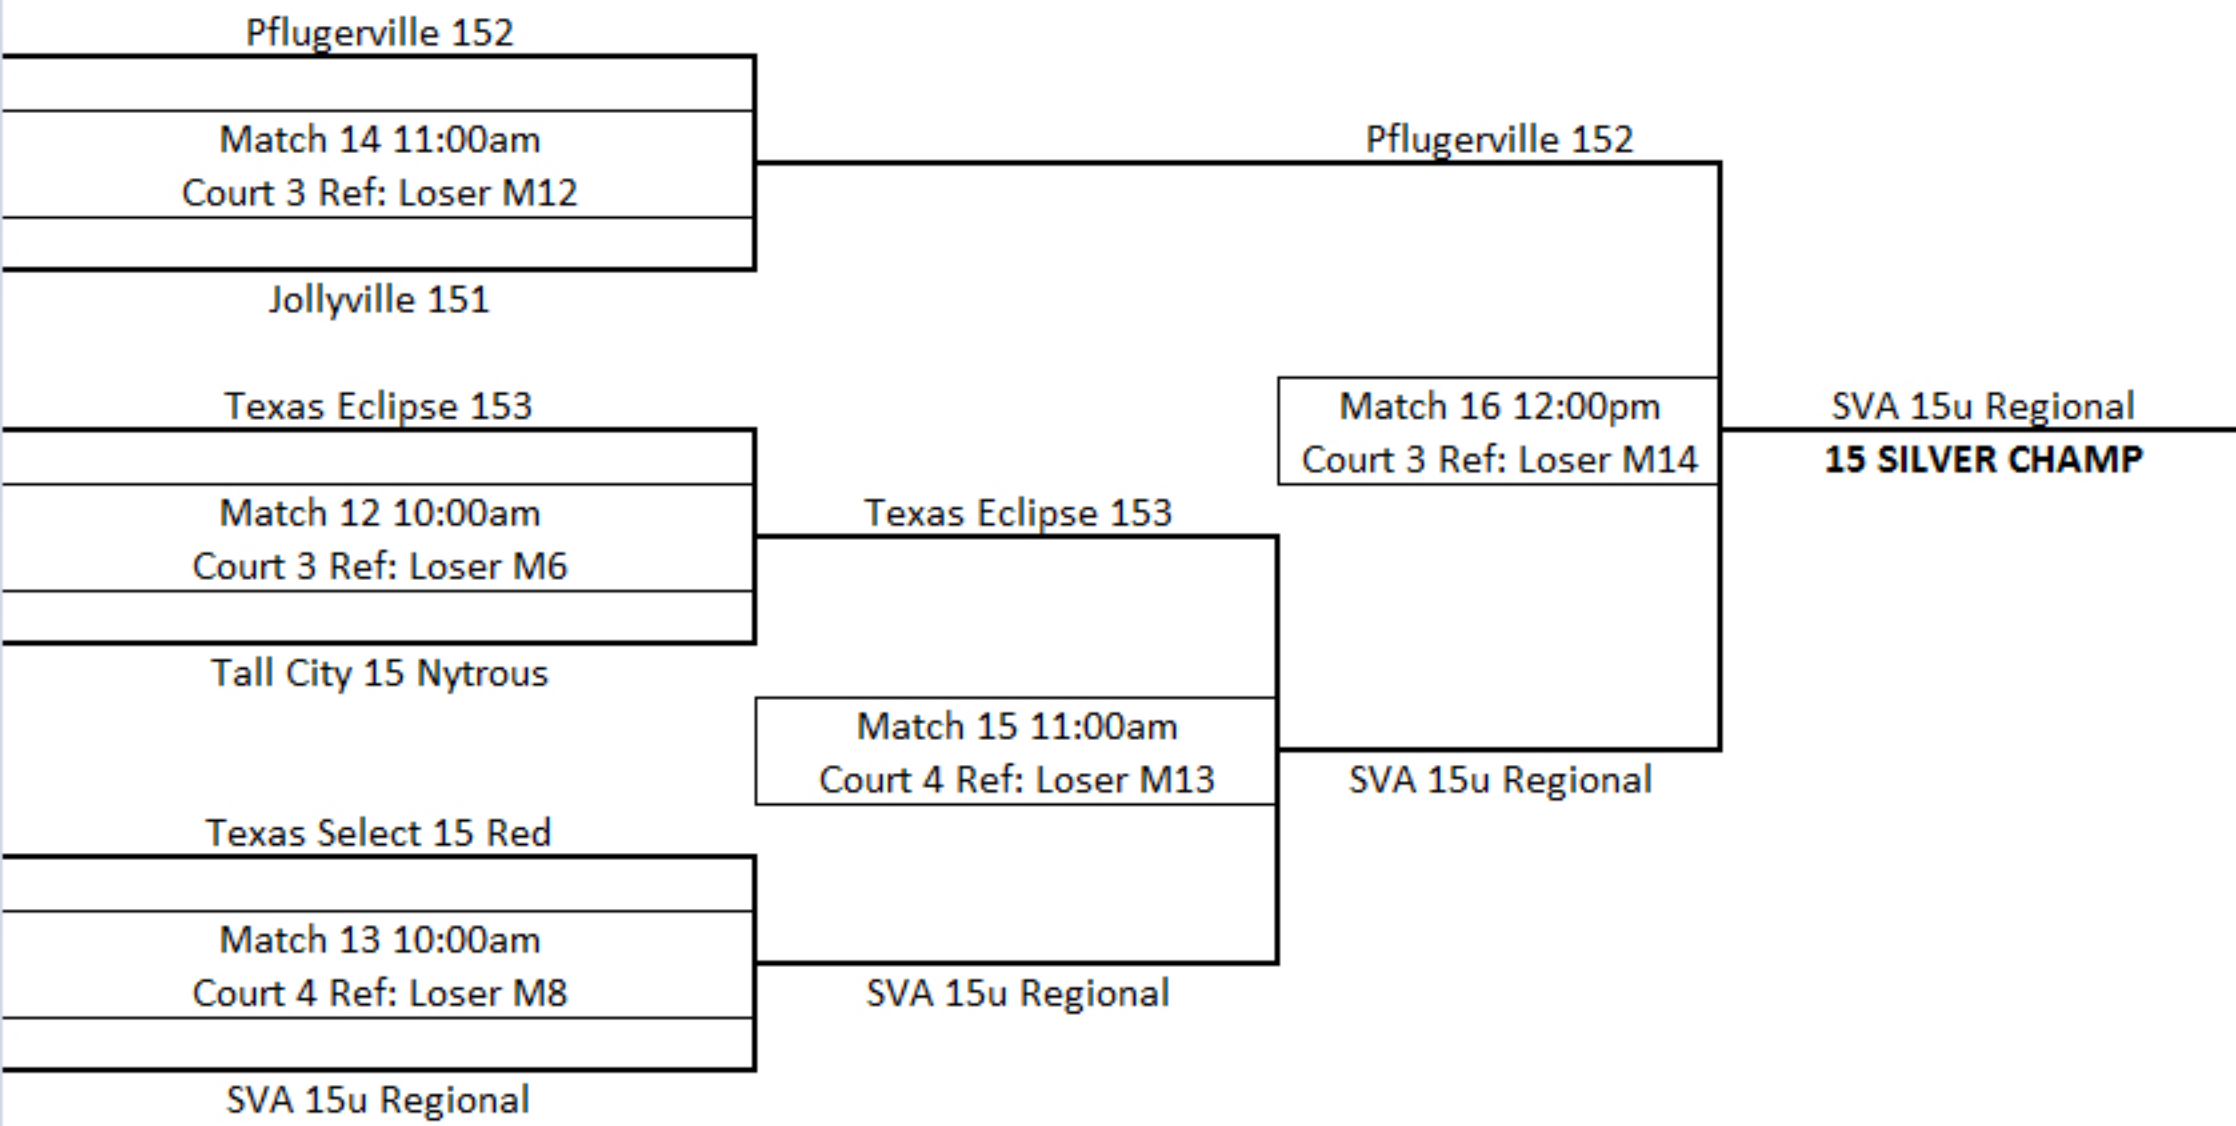 Pflugerville 152
Match 14 11:00am
Court 3 Ref: Loser M12
Jollyville 151
Texas Eclipse 153
Match 12 10:00am
Court 3 Ref: Loser M6
Tall City 15 Nytrous
Texas Select 15 Red
Match 13 10:00am
Court 4 Ref: Loser M8
SVA 15u Regional
Texas Eclipse 153
Match 15 11:00am
Court 4 Ref: Loser M13
SVA 15u Regional
Pflugerville 152
Match 16 12:00pm
Court 3 Ref: Loser M14
SVA 15u Regional
SVA 15u Regional
15 SILVER CHAMP